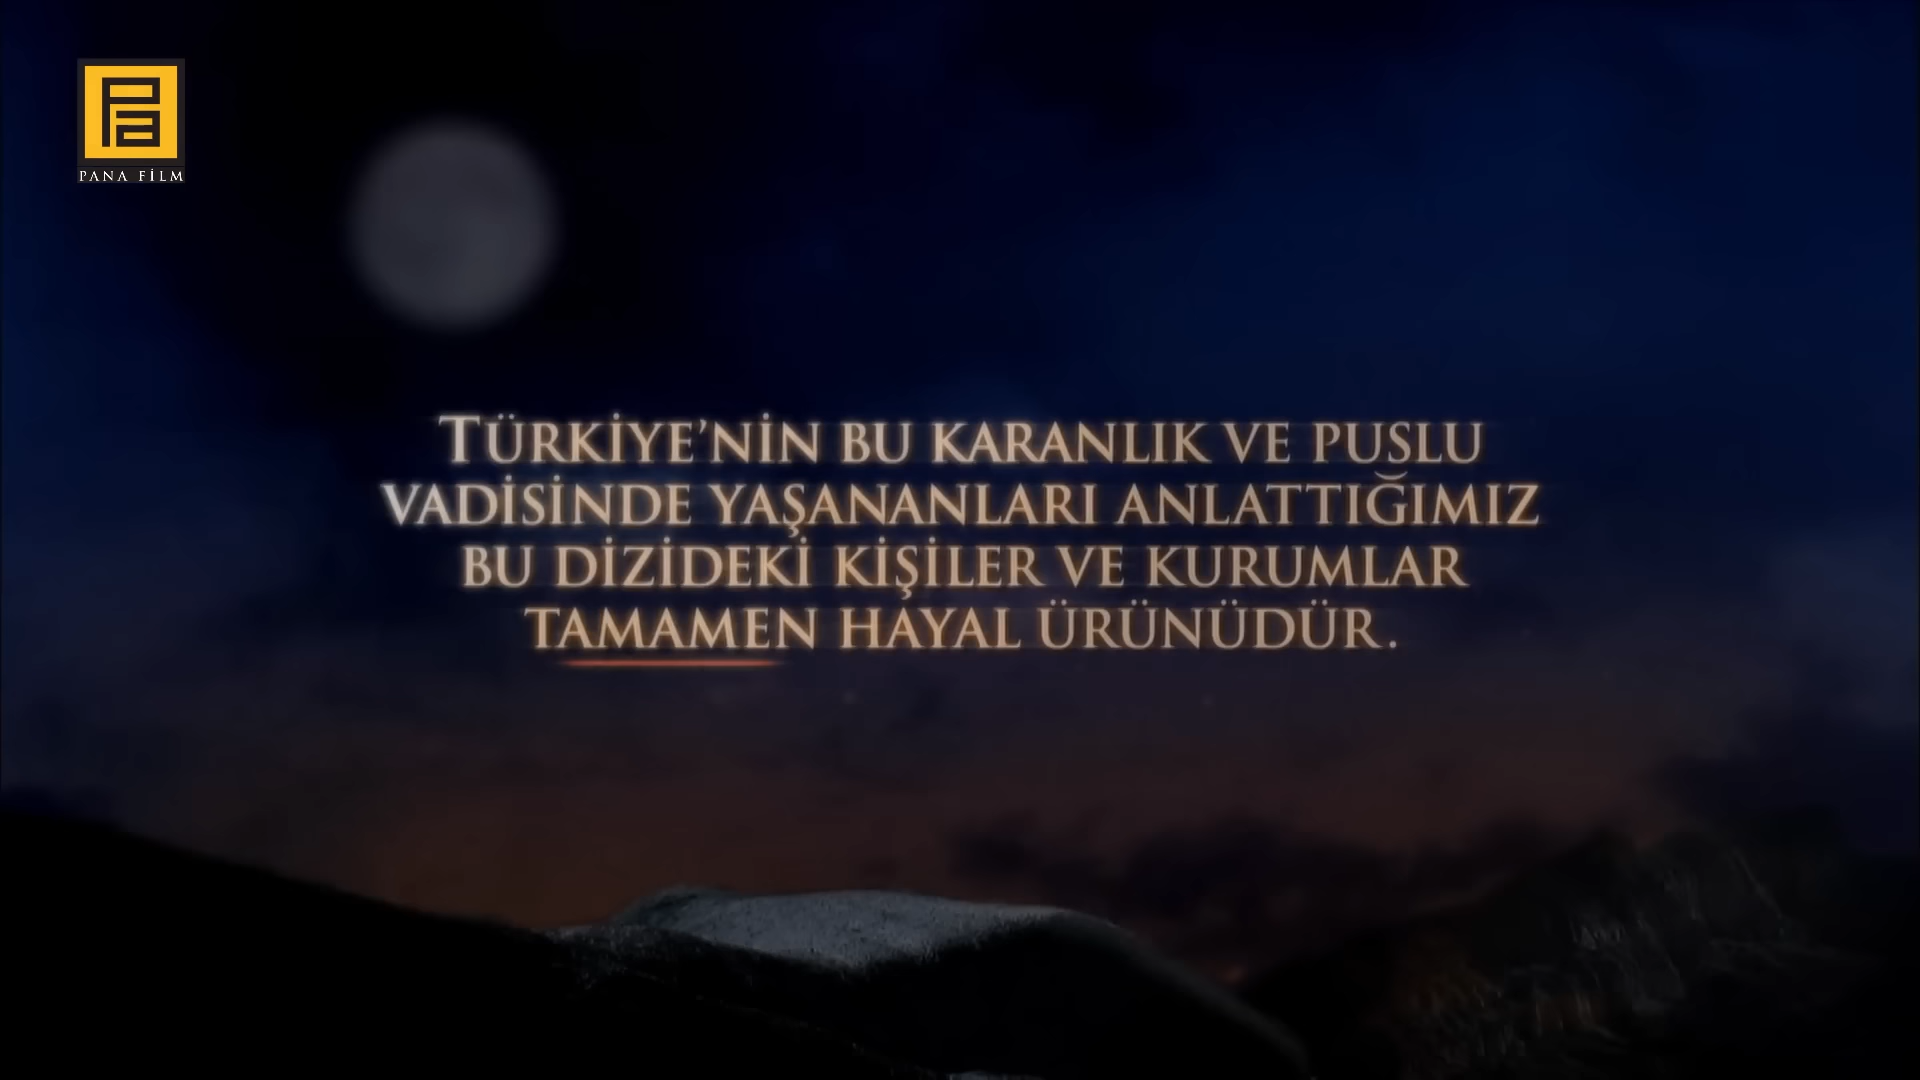 PANA FİLM
TÜRKİYE'NİN BU KARANLIK VE PUSLU
VADİSİNDE YAŞANANLARI ANLATTIĞIMIZ
BU DİZİDEKİ KİŞİLER VE KURUMLAR
TAMAMEN HAYAL ÜRÜNÜDÜR.